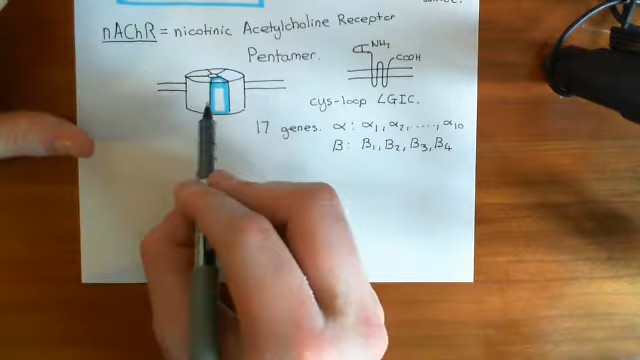 nAChR = nicotinic Acetylcholine Receptor
Pentamer.
NH₂
COOH
cys-loop LGIC.
17 genes. α : α₁, α₂, ....., α₁₀
β : β₁, β₂, β₃, β₄